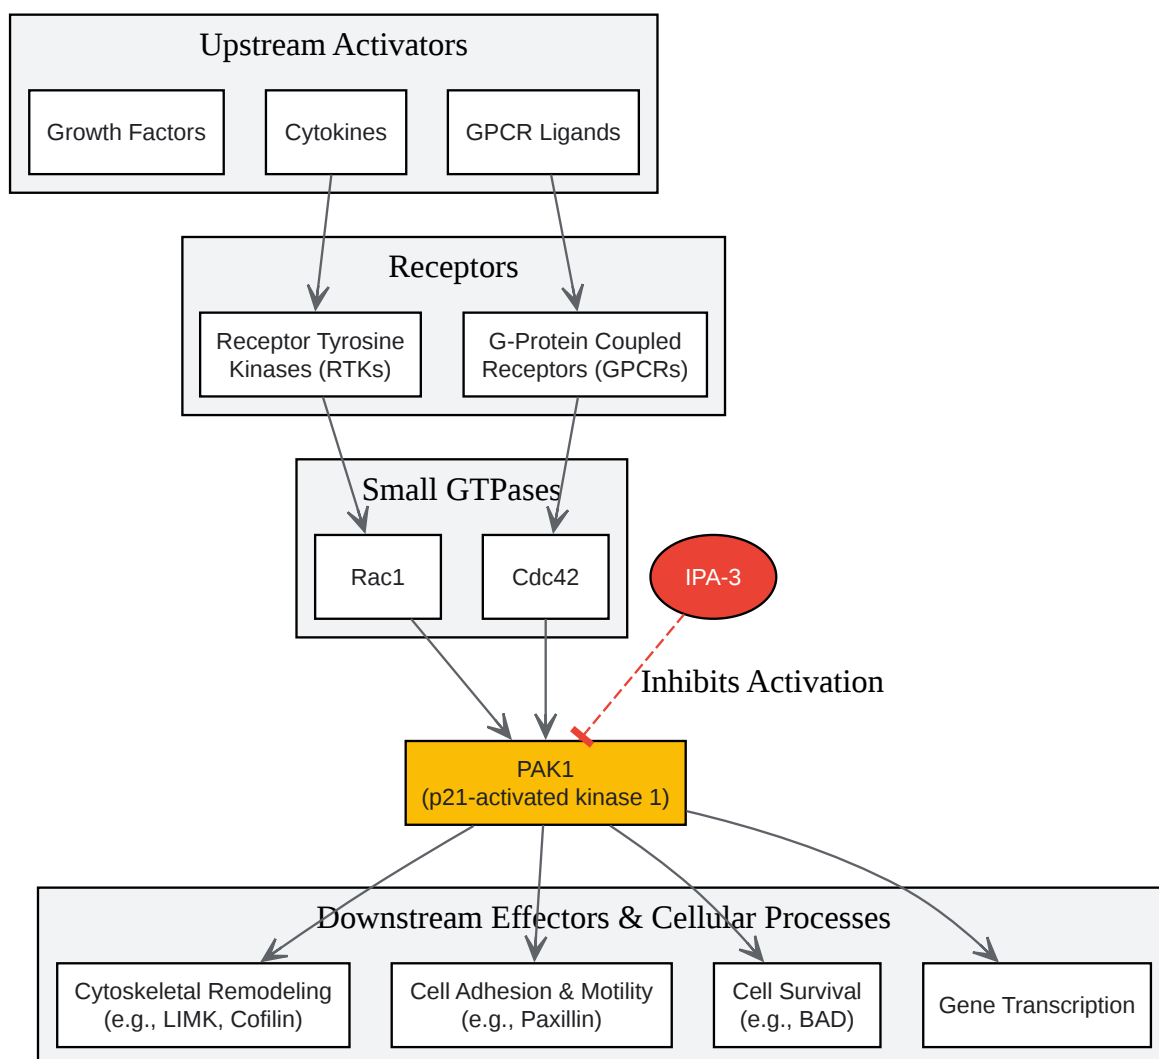 Upstream Activators
Growth Factors
Cytokines
GPCR Ligands
Receptors
Receptor Tyrosine
Kinases (RTKs)
G-Protein Coupled
Receptors (GPCRs)
Small GTPases
Rac1
Cdc42
IPA-3
Inhibits Activation
PAK1
(p21-activated kinase 1)
Downstream Effectors & Cellular Processes
Cytoskeletal Remodeling
(e.g., LIMK, Cofilin)
Cell Adhesion & Motility
(e.g., Paxillin)
Cell Survival
(e.g., BAD)
Gene Transcription